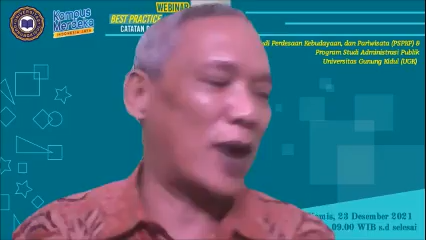 Kampus
Merdeka
INDONESIA JAYA
WEBINAR
BEST PRACTICE
CATATAN
di Perdesaan Kebudayaan, dan Pariwisata (PSPKP) &
Program Studi Administrasi Publik
Universitas Gunung Kidul (UGK)
Kamis, 23 Desember 2021
09.00 WIB s.d selesai